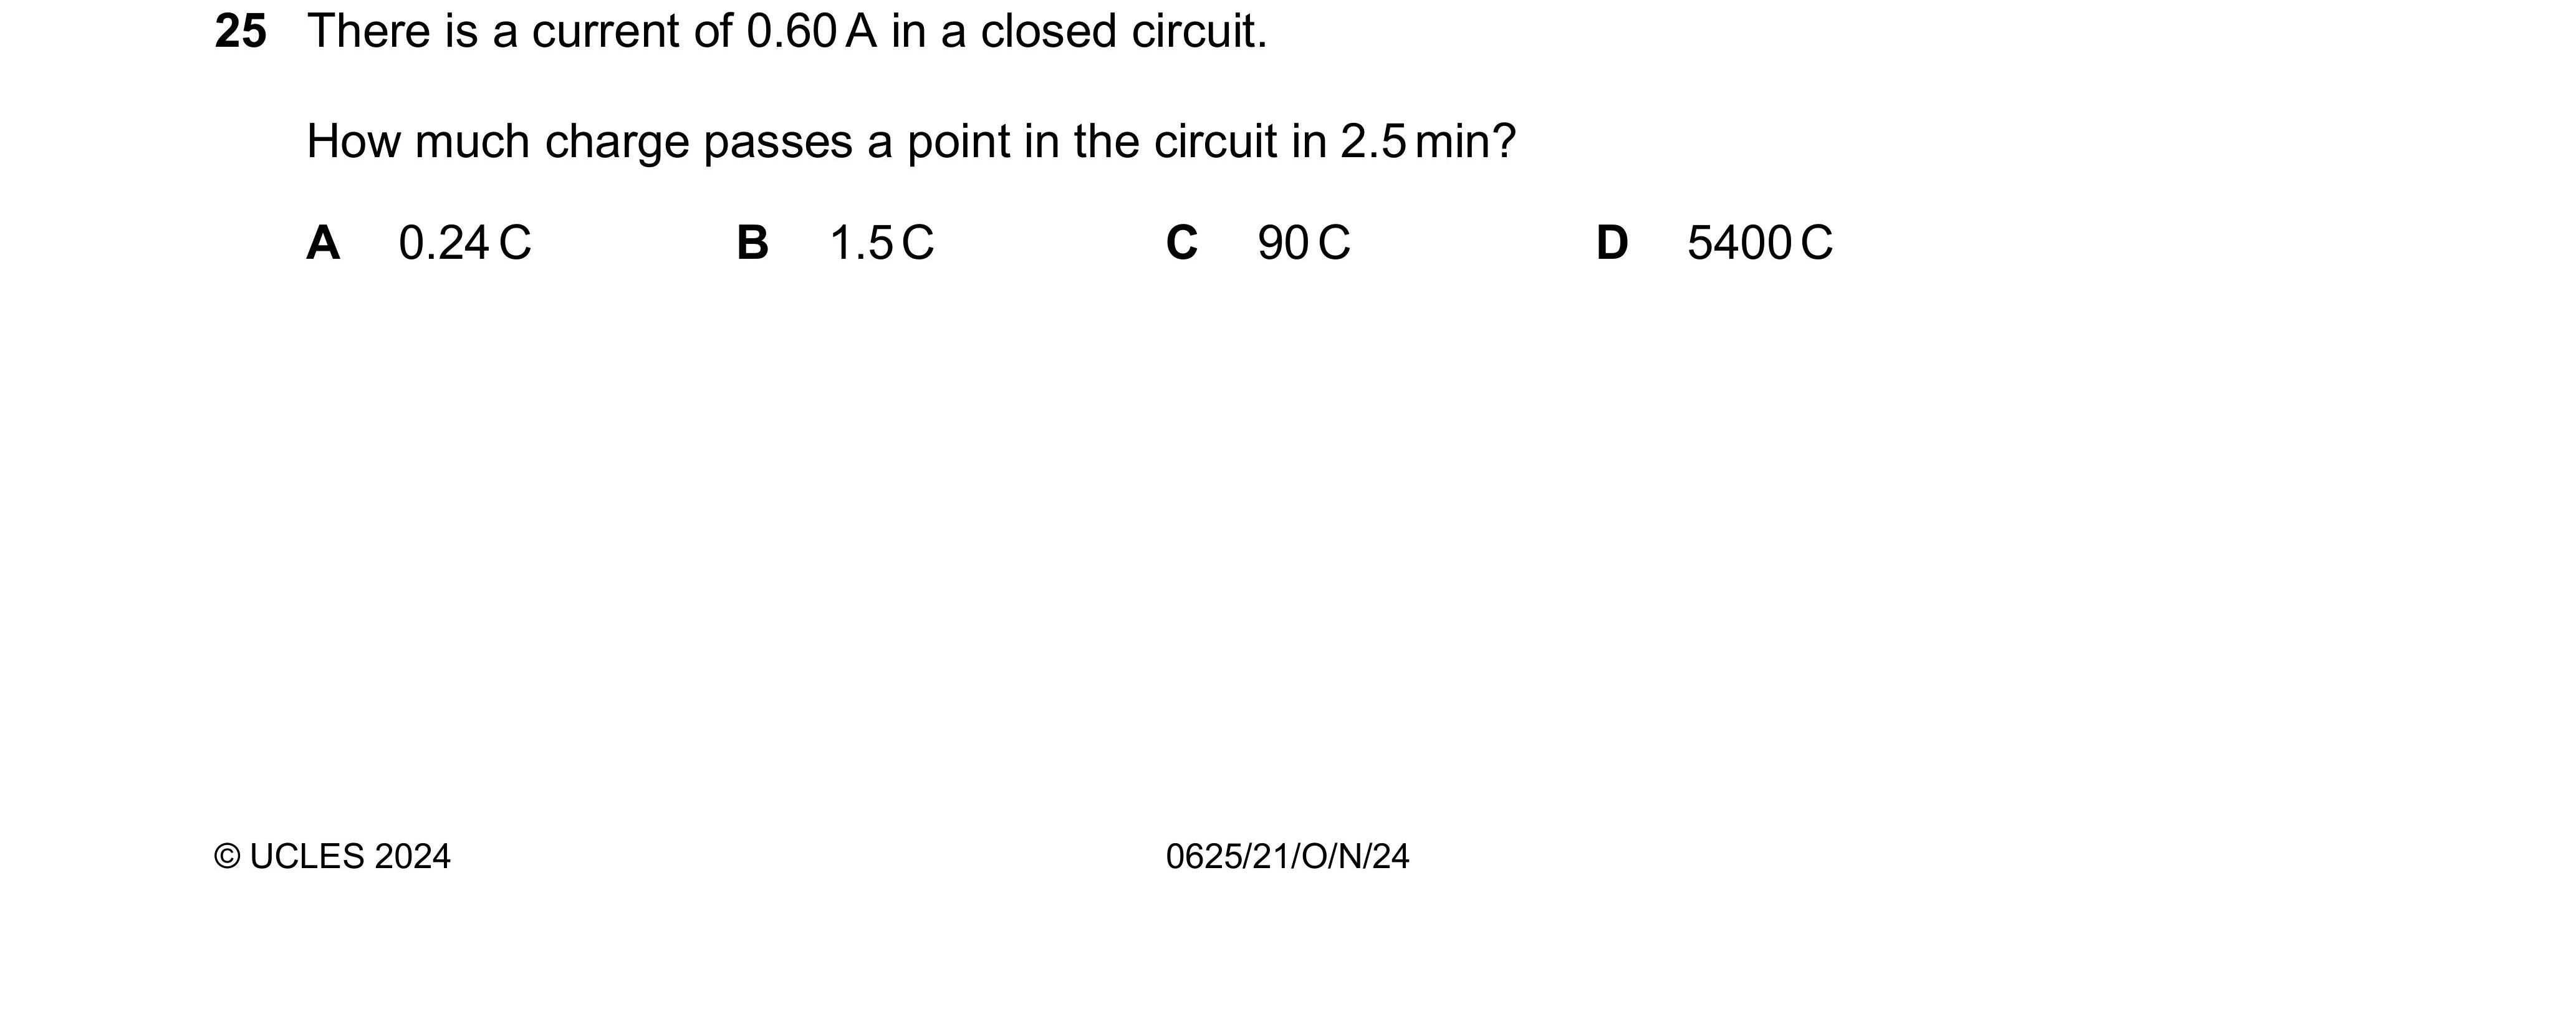 25 There is a current of 0.60 A in a closed circuit.
How much charge passes a point in the circuit in 2.5 min?
A 0.24 C B 1.5 C C 90 C D 5400 C
© UCLES 2024 0625/21/O/N/24